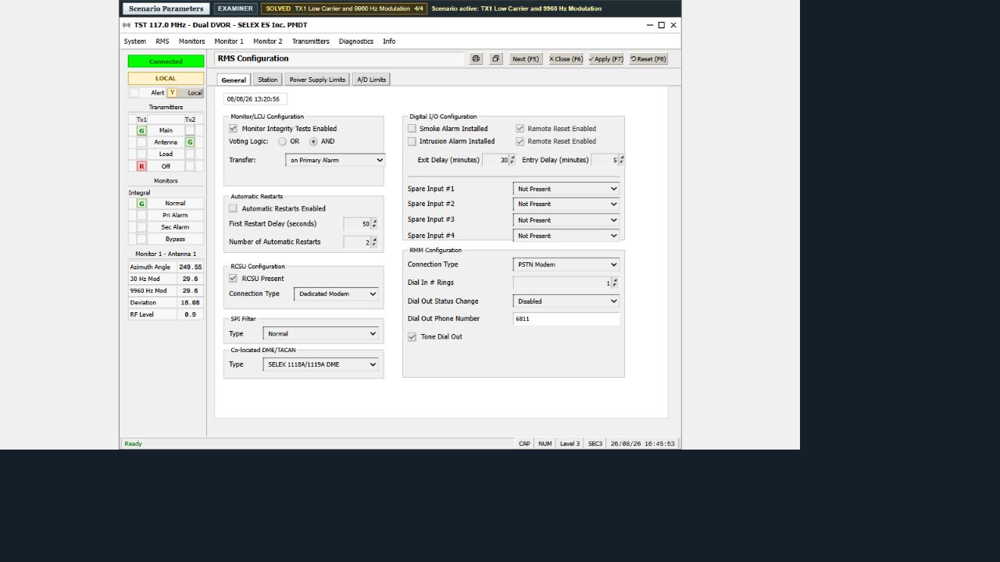 Scenario Parameters EXAMINER SOLVED TX1 Low Carrier and 9960 Hz Modulation 4/4 Scenario active: TX1 Low Carrier and 9960 Hz Modulation
TST 117.0 MHz - Dual DVOR - SELEX ES Inc. PMDT
System RMS Monitors Monitor 1 Monitor 2 Transmitters Diagnostics Info
Connected
LOCAL
Alert Y Local
Transmitters
Tx1 Tx2
G Main
Antenna G
Load
R Off
Monitors
Integral
G Normal
Pri Alarm
Sec Alarm
Bypass
Monitor 1 - Antenna 1
Azimuth Angle 249.55
30 Hz Mod 29.6
9960 Hz Mod 29.6
Deviation 16.08
RF Level 0.9
RMS Configuration Next (F5) Close (F6) Apply (F7) Reset (F8)
General Station Power Supply Limits A/D Limits
08/08/26 13:20:56
Monitor/LCU Configuration
Monitor Integrity Tests Enabled
Voting Logic: OR AND
Transfer: on Primary Alarm
Automatic Restarts
Automatic Restarts Enabled
First Restart Delay (seconds) 50
Number of Automatic Restarts 2
RCSU Configuration
RCSU Present
Connection Type Dedicated Modem
SPI Filter
Type Normal
Co-located DME/TACAN
Type SELEX 1118A/1119A DME
Digital I/O Configuration
Smoke Alarm Installed Remote Reset Enabled
Intrusion Alarm Installed Remote Reset Enabled
Exit Delay (minutes) 30 Entry Delay (minutes) 5
Spare Input #1 Not Present
Spare Input #2 Not Present
Spare Input #3 Not Present
Spare Input #4 Not Present
RMM Configuration
Connection Type PSTN Modem
Dial In # Rings 1
Dial Out Status Change Disabled
Dial Out Phone Number 6811
Tone Dial Out
Ready CAP NUM Level 3 SEC3 26/08/26 16:45:53